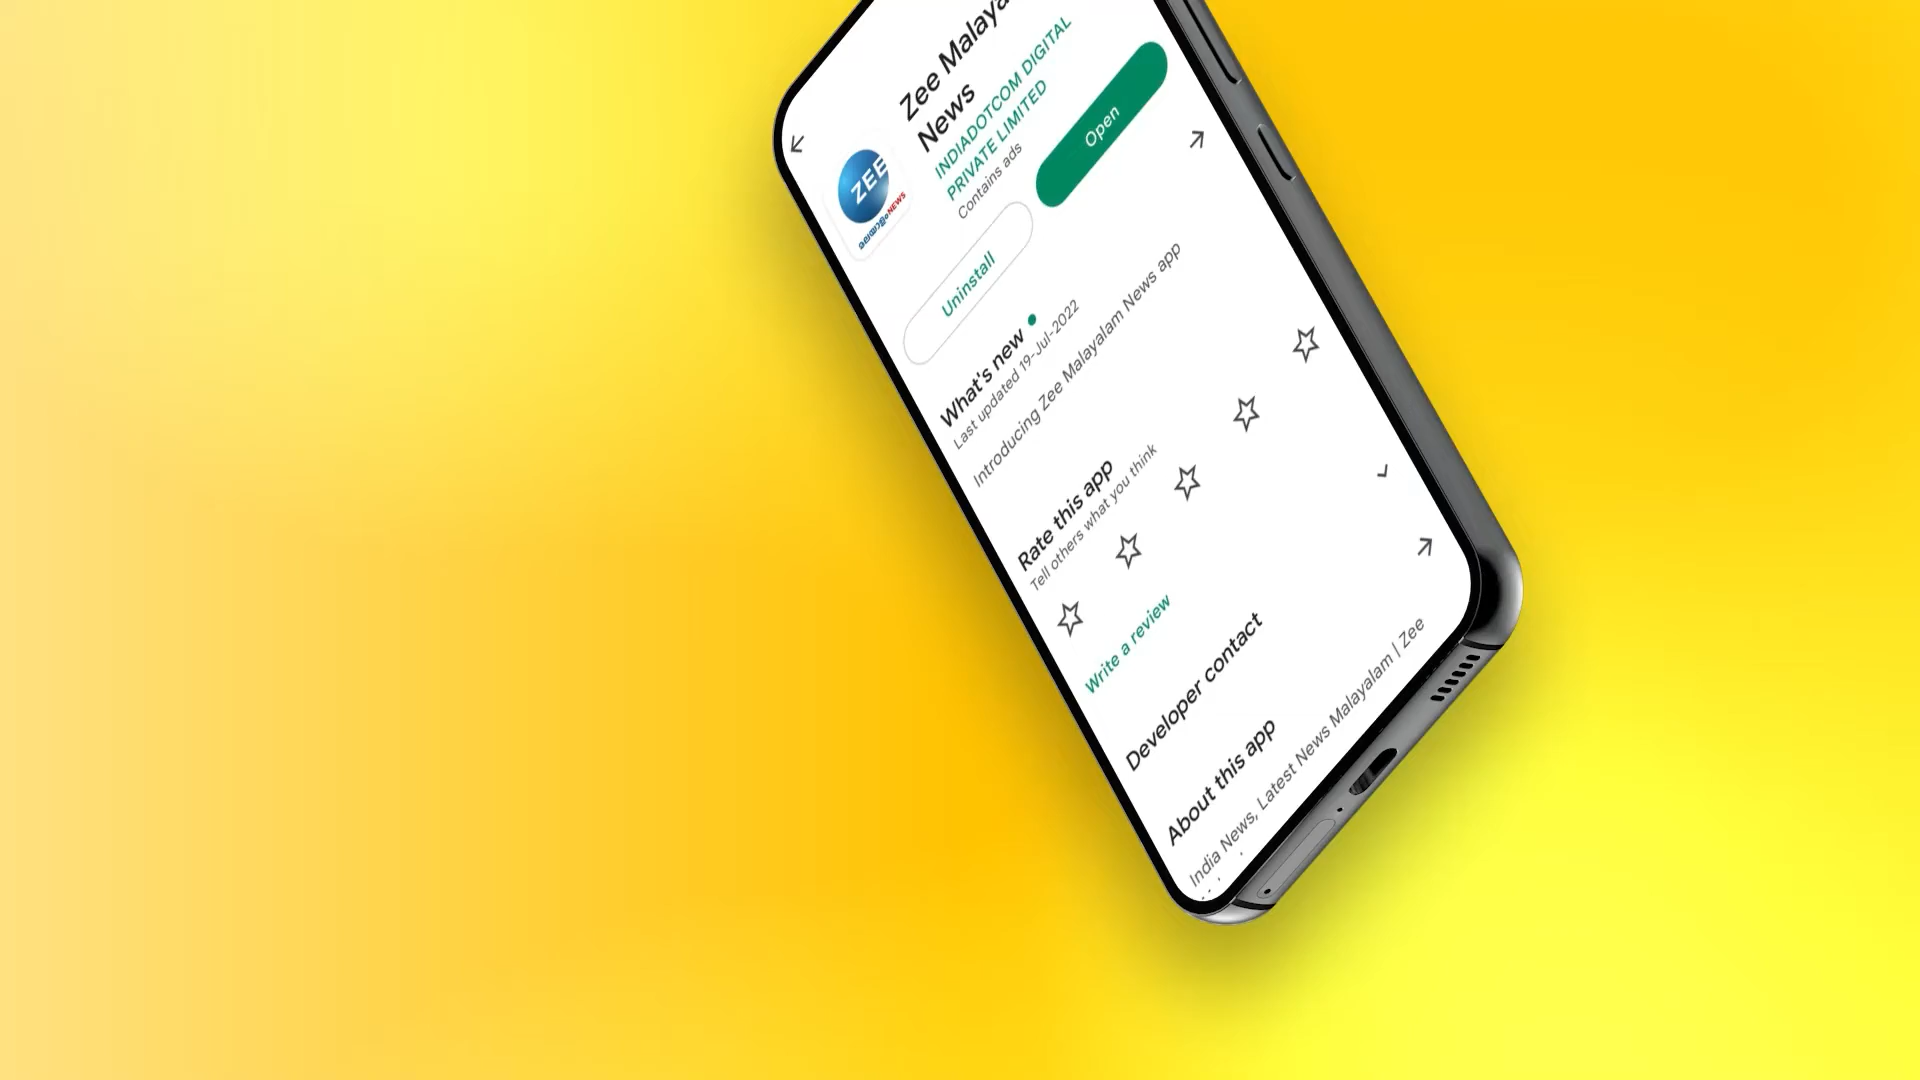 Zee Malaya
News
INDIADOTCOM DIGITAL
PRIVATE LIMITED
Contains ads
ZEE
മലയാളം NEWS
Uninstall
Open
What's new
Last updated 19-Jul-2022
Introducing Zee Malayalam News app
Rate this app
Tell others what you think
Write a review
Developer contact
About this app
India News, Latest News Malayalam | Zee